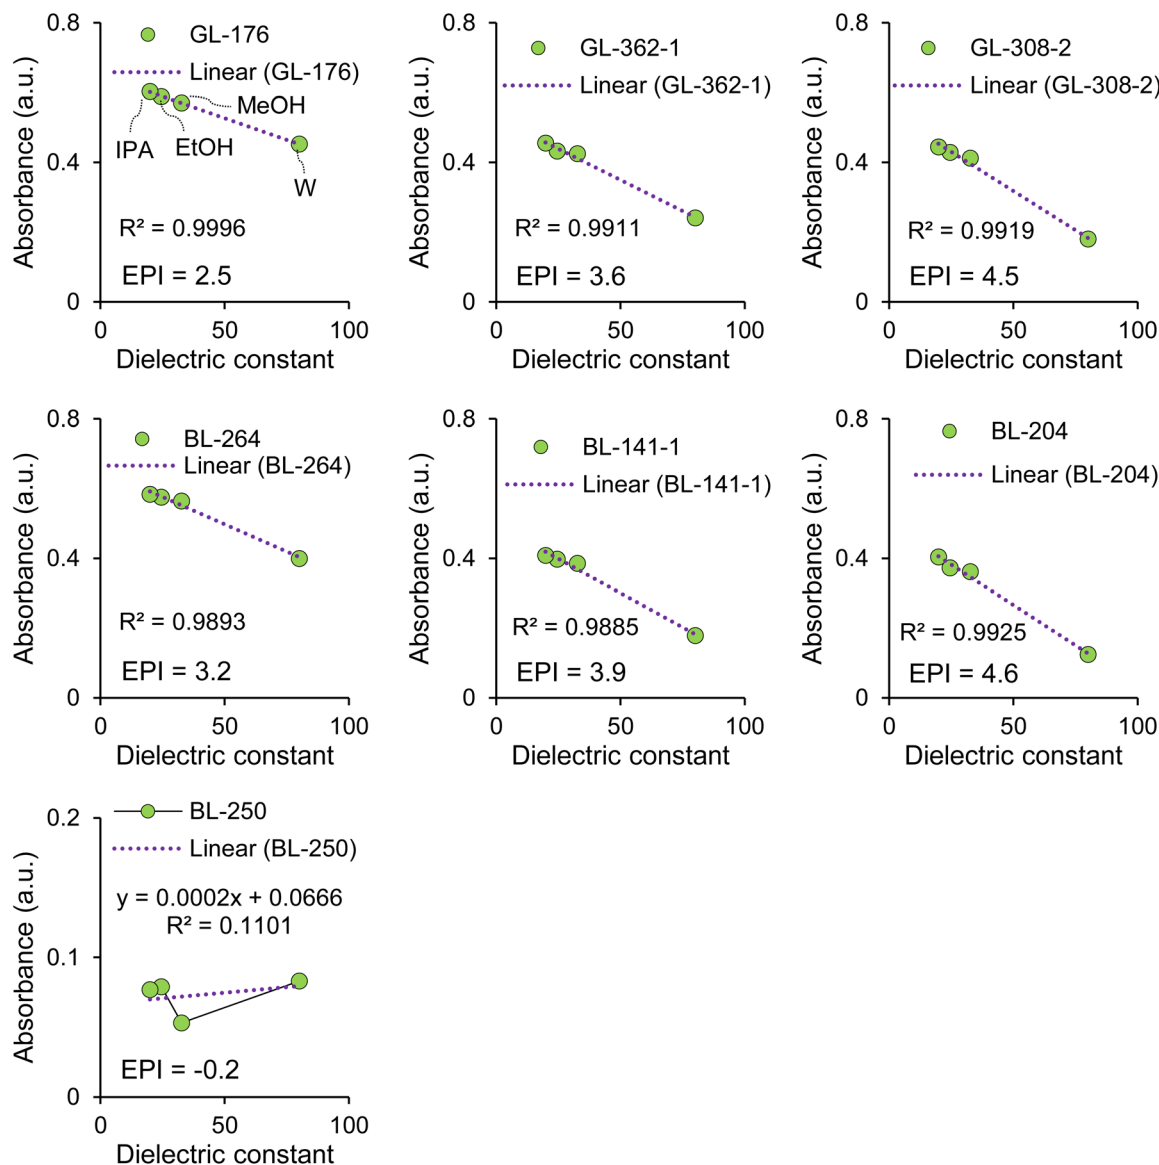 0.8
GL-176
Linear (GL-176)
MeOH
IPA
EtOH
W
0.4
R² = 0.9996
EPI = 2.5
0
0
50
100
Absorbance (a.u.)
Dielectric constant
0.8
GL-362-1
Linear (GL-362-1)
0.4
R² = 0.9911
EPI = 3.6
0
0
50
100
Absorbance (a.u.)
Dielectric constant
0.8
GL-308-2
Linear (GL-308-2)
0.4
R² = 0.9919
EPI = 4.5
0
0
50
100
Absorbance (a.u.)
Dielectric constant
0.8
BL-264
Linear (BL-264)
0.4
R² = 0.9893
EPI = 3.2
0
0
50
100
Absorbance (a.u.)
Dielectric constant
0.8
BL-141-1
Linear (BL-141-1)
0.4
R² = 0.9885
EPI = 3.9
0
0
50
100
Absorbance (a.u.)
Dielectric constant
0.8
BL-204
Linear (BL-204)
0.4
R² = 0.9925
EPI = 4.6
0
0
50
100
Absorbance (a.u.)
Dielectric constant
0.2
BL-250
Linear (BL-250)
y = 0.0002x + 0.0666
R² = 0.1101
0.1
EPI = -0.2
0
0
50
100
Absorbance (a.u.)
Dielectric constant